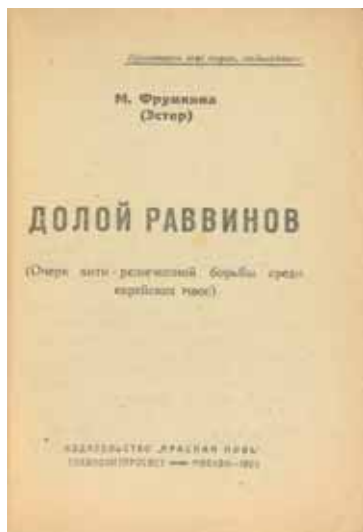 Пролетарии всех стран, соединяйтесь!
М. Фрумкина
(Эстер)
ДОЛОЙ РАВВИНОВ
(Очерк анти религиозной борьбы среди
еврейских масс)
ИЗДАТЕЛЬСТВО „КРАСНАЯ НОВЬ“
ГЛАВПОЛИТПРОСВЕТ — МОСКВА—